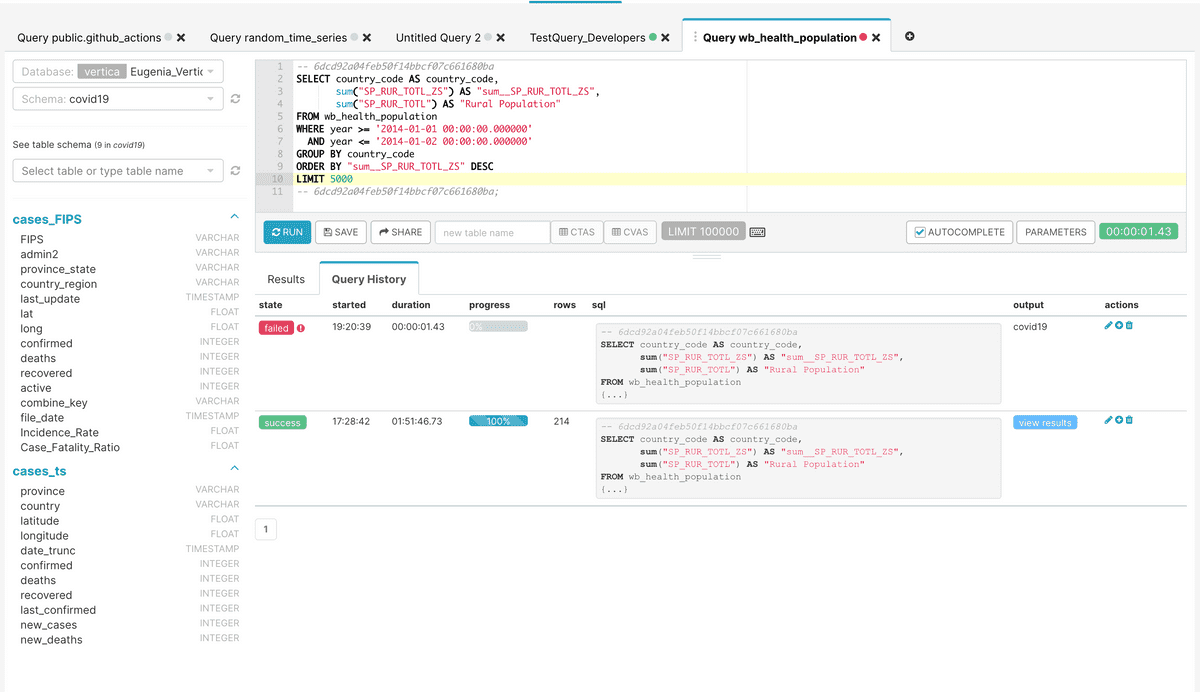 Query public.github_actions
Query random_time_series
Untitled Query 2
TestQuery_Developers
Query wb_health_population
Database: vertica Eugenia_Vertic
Schema: covid19
See table schema (9 in covid19)
Select table or type table name
cases_FIPS
FIPS VARCHAR
admin2 VARCHAR
province_state VARCHAR
country_region VARCHAR
last_update TIMESTAMP
lat FLOAT
long FLOAT
confirmed INTEGER
deaths INTEGER
recovered INTEGER
active INTEGER
combine_key VARCHAR
file_date TIMESTAMP
Incidence_Rate FLOAT
Case_Fatality_Ratio FLOAT
cases_ts
province VARCHAR
country VARCHAR
latitude FLOAT
longitude FLOAT
date_trunc TIMESTAMP
confirmed INTEGER
deaths INTEGER
recovered INTEGER
last_confirmed INTEGER
new_cases INTEGER
new_deaths INTEGER
1 -- 6dcd92a04feb50f14bbcf07c661680ba
2 SELECT country_code AS country_code,
3 sum("SP_RUR_TOTL_ZS") AS "sum__SP_RUR_TOTL_ZS",
4 sum("SP_RUR_TOTL") AS "Rural Population"
5 FROM wb_health_population
6 WHERE year >= '2014-01-01 00:00:00.000000'
7 AND year <= '2014-01-02 00:00:00.000000'
8 GROUP BY country_code
9 ORDER BY "sum__SP_RUR_TOTL_ZS" DESC
10 LIMIT 5000
11 -- 6dcd92a04feb50f14bbcf07c661680ba;
RUN SAVE SHARE new table name CTAS CVAS LIMIT 100000 AUTOCOMPLETE PARAMETERS 00:00:01.43
Results Query History
state started duration progress rows sql output actions
failed 19:20:39 00:00:01.43 0% covid19
-- 6dcd92a04feb50f14bbcf07c661680ba
SELECT country_code AS country_code,
sum("SP_RUR_TOTL_ZS") AS "sum__SP_RUR_TOTL_ZS",
sum("SP_RUR_TOTL") AS "Rural Population"
FROM wb_health_population
(...)
success 17:28:42 01:51:46.73 100% 214 view results
-- 6dcd92a04feb50f14bbcf07c661680ba
SELECT country_code AS country_code,
sum("SP_RUR_TOTL_ZS") AS "sum__SP_RUR_TOTL_ZS",
sum("SP_RUR_TOTL") AS "Rural Population"
FROM wb_health_population
(...)
1